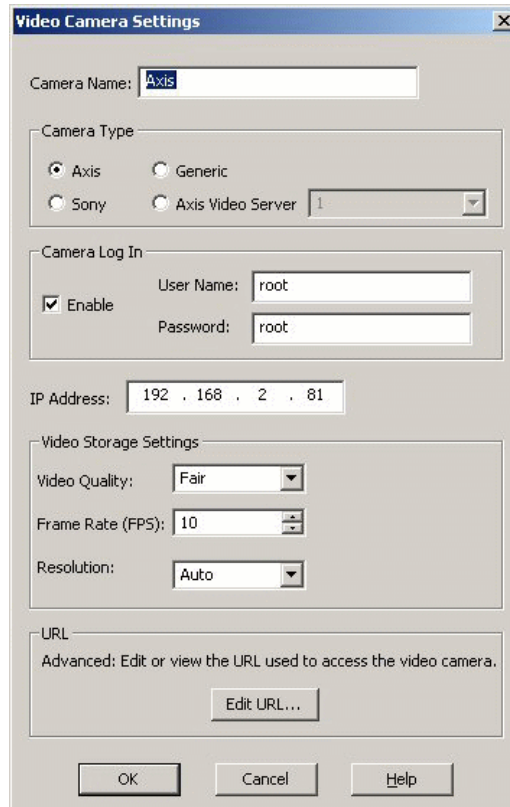 Video Camera Settings
Camera Name: Axis
Camera Type
Axis Generic
Sony Axis Video Server 1
Camera Log In
Enable
User Name: root
Password: root
IP Address: 192 . 168 . 2 . 81
Video Storage Settings
Video Quality: Fair
Frame Rate (FPS): 10
Resolution: Auto
URL
Advanced: Edit or view the URL used to access the video camera.
Edit URL...
OK Cancel Help